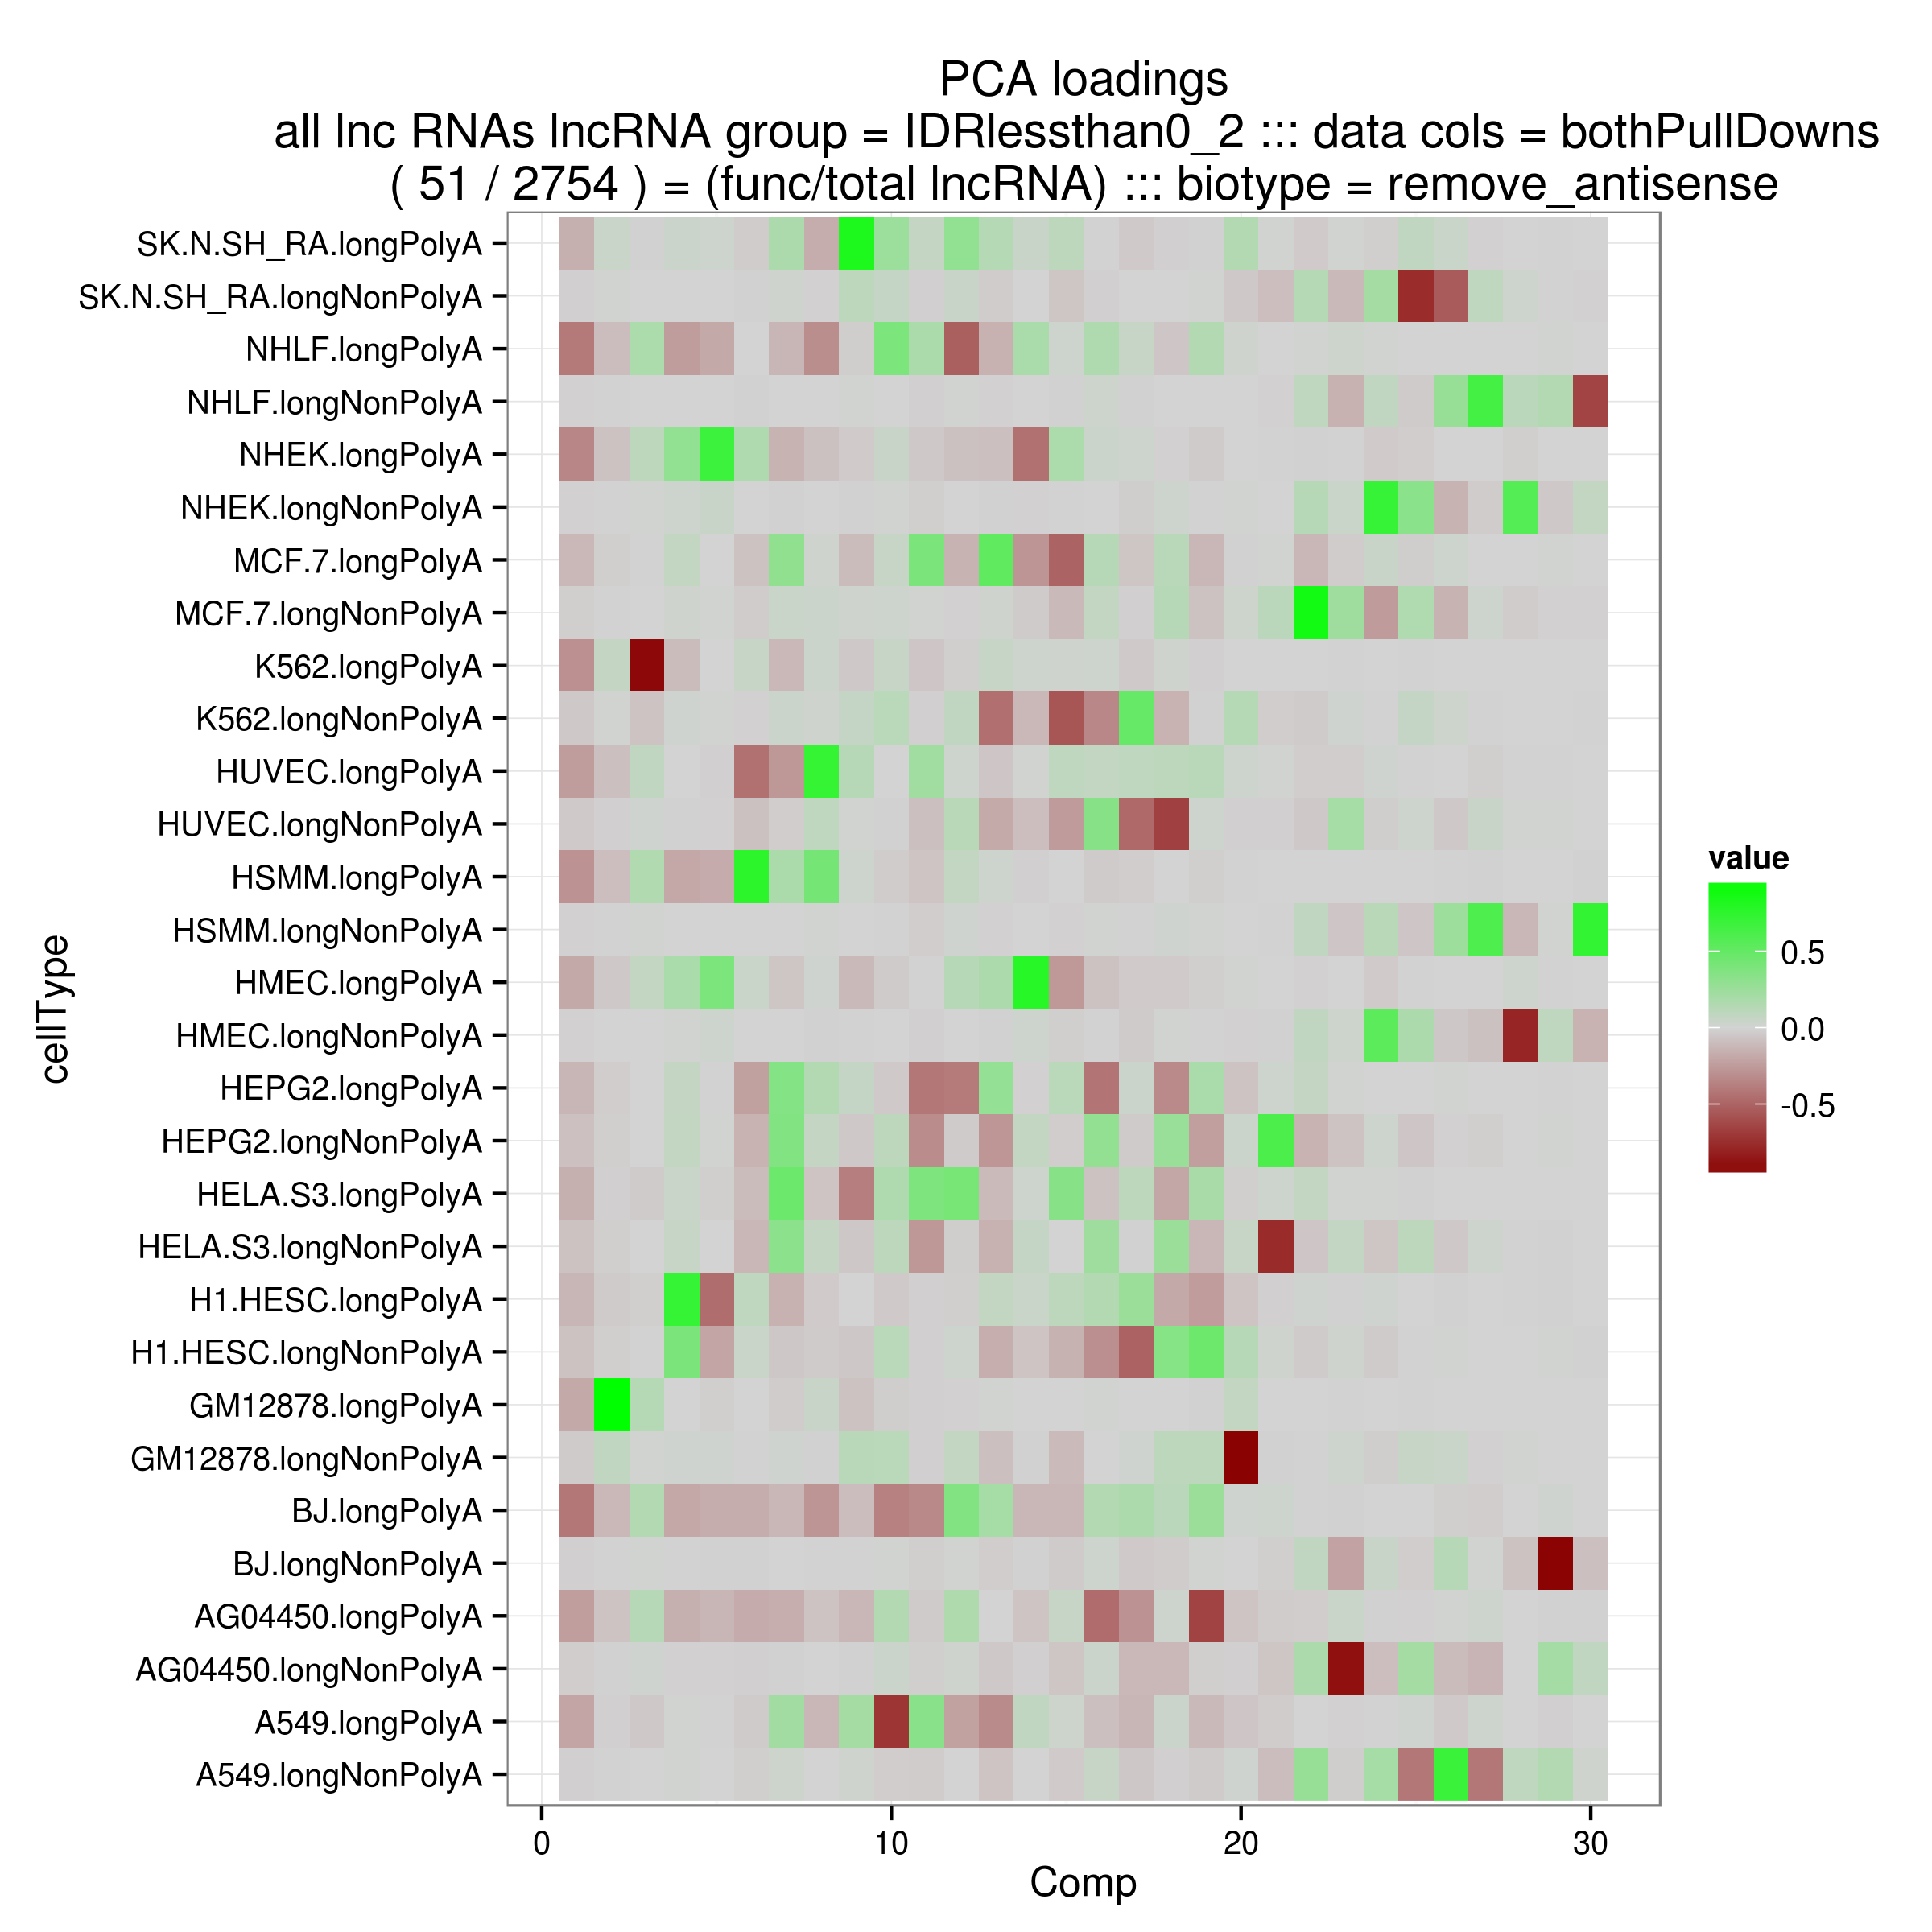 PCA loadings
all lnc RNAs lncRNA group = IDRlessthan0_2 ::: data cols = bothPullDowns
( 51 / 2754 ) = (func/total lncRNA) ::: biotype = remove_antisense
SK.N.SH_RA.longPolyA
SK.N.SH_RA.longNonPolyA
NHLF.longPolyA
NHLF.longNonPolyA
NHEK.longPolyA
NHEK.longNonPolyA
MCF.7.longPolyA
MCF.7.longNonPolyA
K562.longPolyA
K562.longNonPolyA
HUVEC.longPolyA
HUVEC.longNonPolyA
HSMM.longPolyA
HSMM.longNonPolyA
HMEC.longPolyA
HMEC.longNonPolyA
HEPG2.longPolyA
HEPG2.longNonPolyA
HELA.S3.longPolyA
HELA.S3.longNonPolyA
H1.HESC.longPolyA
H1.HESC.longNonPolyA
GM12878.longPolyA
GM12878.longNonPolyA
BJ.longPolyA
BJ.longNonPolyA
AG04450.longPolyA
AG04450.longNonPolyA
A549.longPolyA
A549.longNonPolyA
cellType
0 10 20 30
Comp
value
0.5
0.0
-0.5